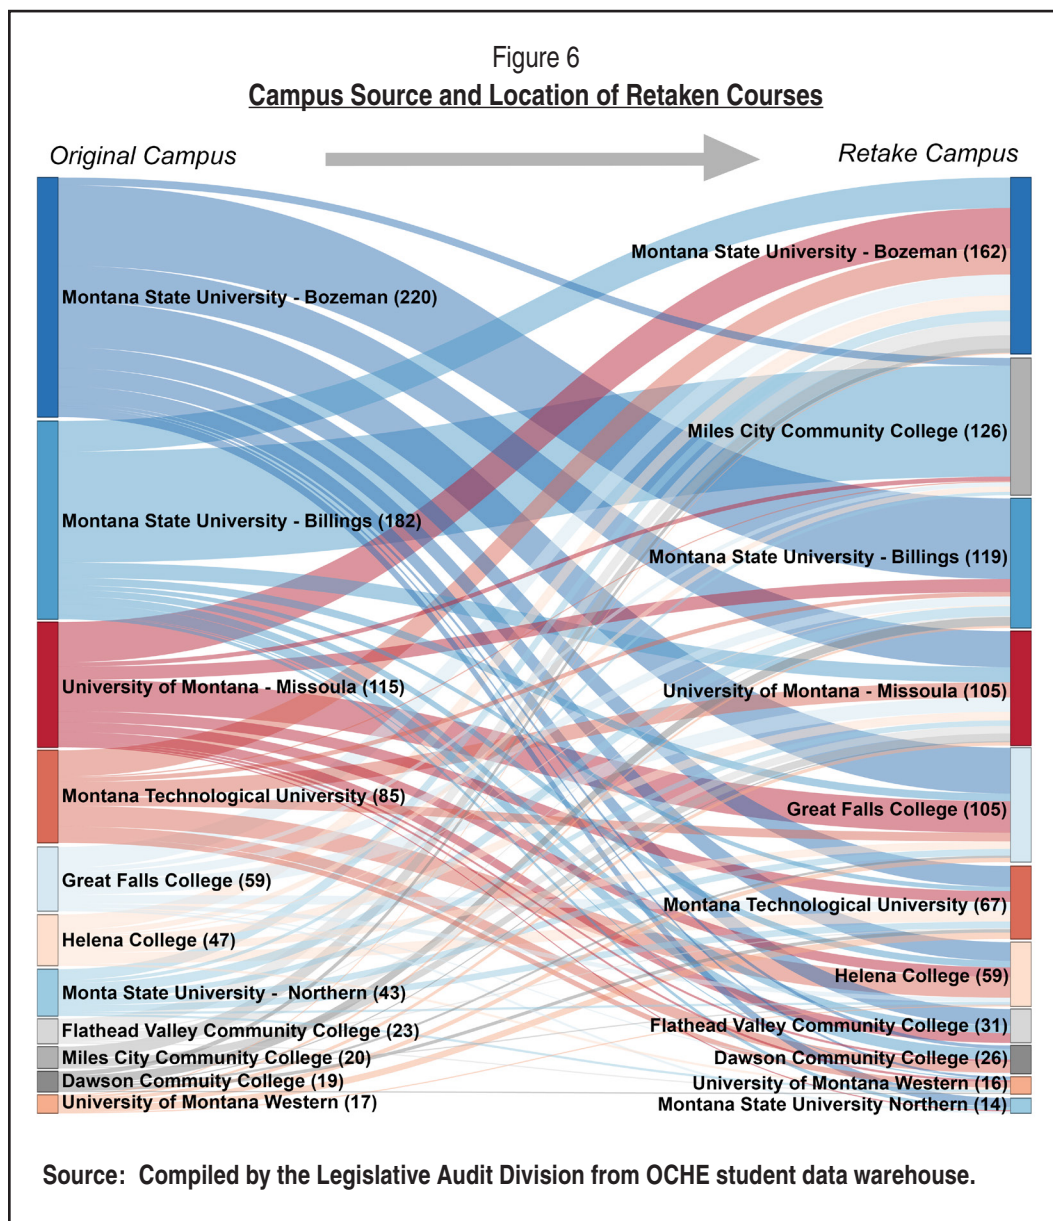 Figure 6
Campus Source and Location of Retaken Courses
Original Campus
Retake Campus
Montana State University - Bozeman (220)
Montana State University - Billings (182)
University of Montana - Missoula (115)
Montana Technological University (85)
Great Falls College (59)
Helena College (47)
Monta State University -  Northern (43)
Flathead Valley Community College (23)
Miles City Community College (20)
Dawson Commuity College (19)
University of Montana Western (17)
Montana State University - Bozeman (162)
Miles City Community College (126)
Montana State University - Billings (119)
University of Montana - Missoula (105)
Great Falls College (105)
Montana Technological University (67)
Helena College (59)
Flathead Valley Community College (31)
Dawson Community College (26)
University of Montana Western (16)
Montana State University Northern (14)
Source:  Compiled by the Legislative Audit Division from OCHE student data warehouse.